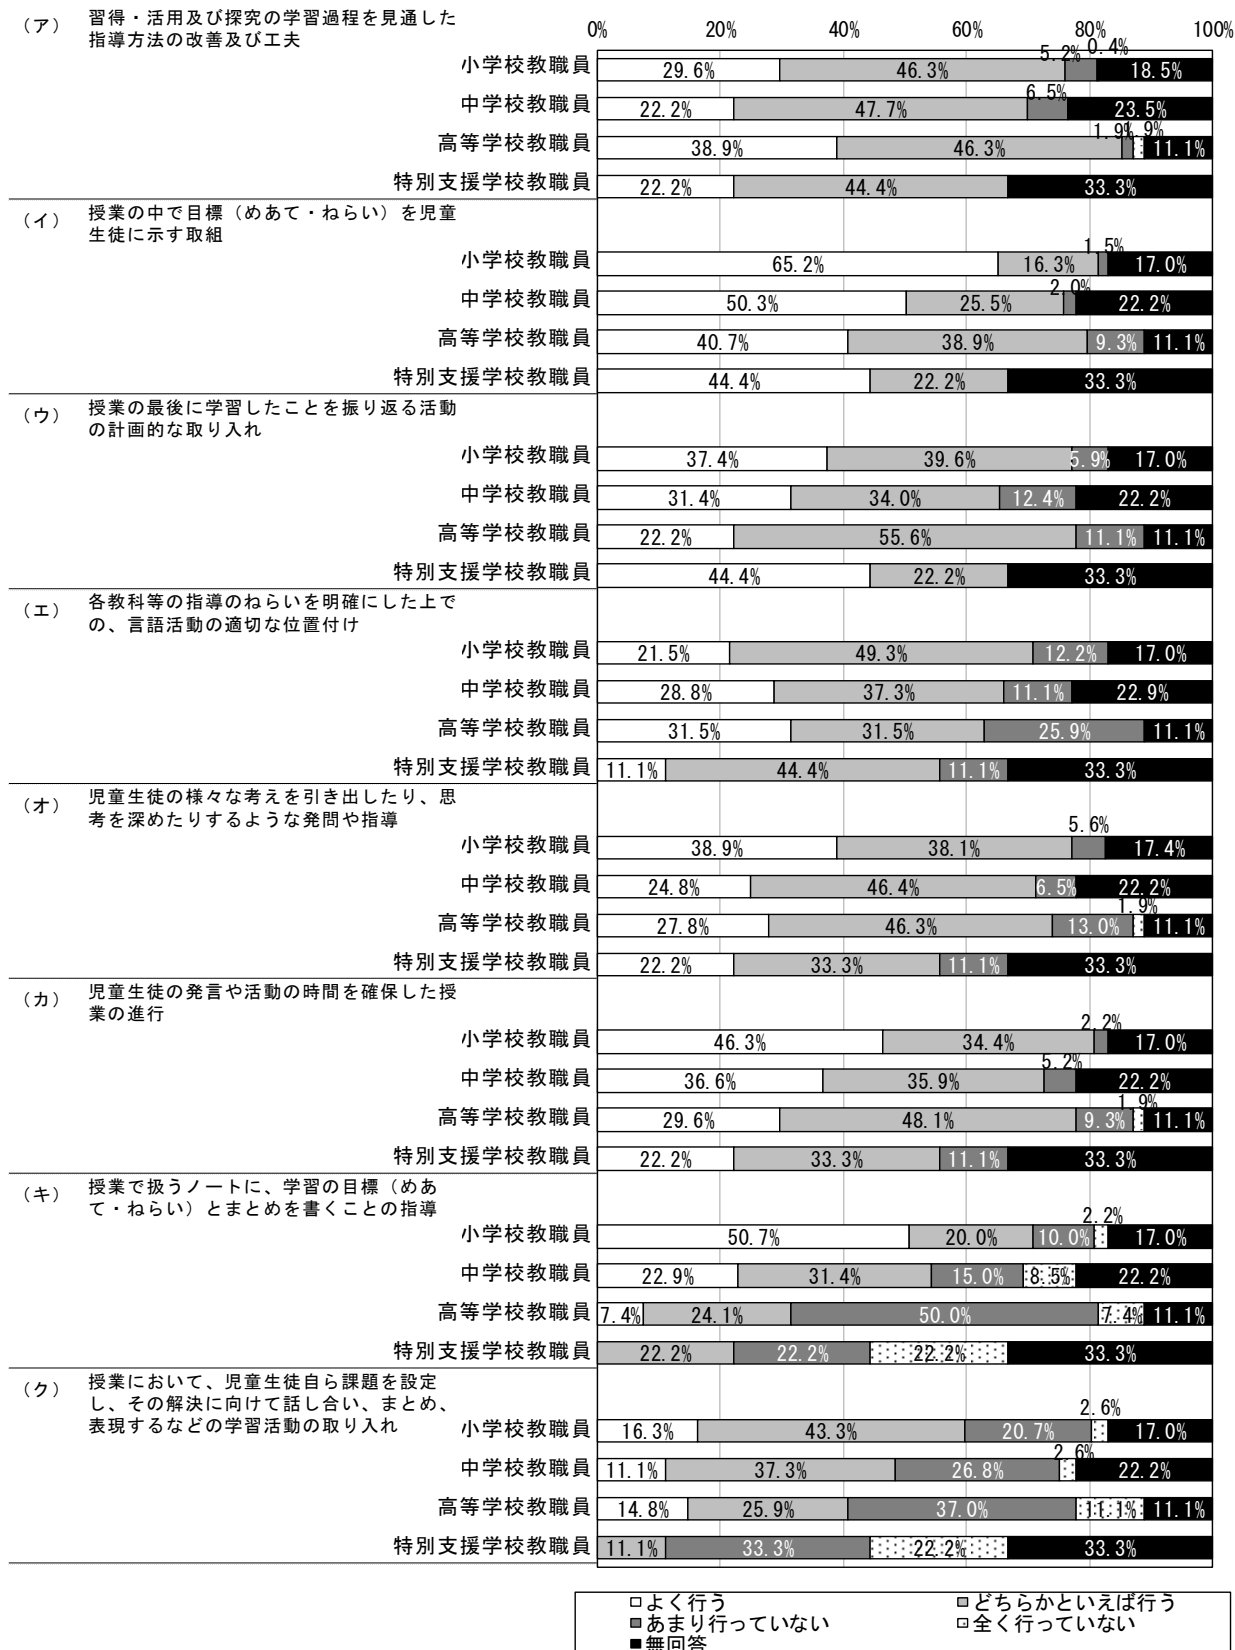 0% 20% 40% 60% 80% 100%
（ア） 習得・活用及び探究の学習過程を見通した
指導方法の改善及び工夫
小学校教職員 29.6% 46.3% 5.2% 0.4% 18.5%
中学校教職員 22.2% 47.7% 6.5% 23.5%
高等学校教職員 38.9% 46.3% 1.9% 1.9% 11.1%
特別支援学校教職員 22.2% 44.4% 33.3%
（イ） 授業の中で目標（めあて・ねらい）を児童
生徒に示す取組
小学校教職員 65.2% 16.3% 1.5% 17.0%
中学校教職員 50.3% 25.5% 2.0% 22.2%
高等学校教職員 40.7% 38.9% 9.3% 11.1%
特別支援学校教職員 44.4% 22.2% 33.3%
（ウ） 授業の最後に学習したことを振り返る活動
の計画的な取り入れ
小学校教職員 37.4% 39.6% 5.9% 17.0%
中学校教職員 31.4% 34.0% 12.4% 22.2%
高等学校教職員 22.2% 55.6% 11.1% 11.1%
特別支援学校教職員 44.4% 22.2% 33.3%
（エ） 各教科等の指導のねらいを明確にした上で
の、言語活動の適切な位置付け
小学校教職員 21.5% 49.3% 12.2% 17.0%
中学校教職員 28.8% 37.3% 11.1% 22.9%
高等学校教職員 31.5% 31.5% 25.9% 11.1%
特別支援学校教職員 11.1% 44.4% 11.1% 33.3%
（オ） 児童生徒の様々な考えを引き出したり、思
考を深めたりするような発問や指導
小学校教職員 38.9% 38.1% 5.6% 17.4%
中学校教職員 24.8% 46.4% 6.5% 22.2%
高等学校教職員 27.8% 46.3% 13.0% 1.9% 11.1%
特別支援学校教職員 22.2% 33.3% 11.1% 33.3%
（カ） 児童生徒の発言や活動の時間を確保した授
業の進行
小学校教職員 46.3% 34.4% 2.2% 17.0%
中学校教職員 36.6% 35.9% 5.2% 22.2%
高等学校教職員 29.6% 48.1% 9.3% 1.9% 11.1%
特別支援学校教職員 22.2% 33.3% 11.1% 33.3%
（キ） 授業で扱うノートに、学習の目標（めあ
て・ねらい）とまとめを書くことの指導
小学校教職員 50.7% 20.0% 10.0% 2.2% 17.0%
中学校教職員 22.9% 31.4% 15.0% 8.5% 22.2%
高等学校教職員 7.4% 24.1% 50.0% 7.4% 11.1%
特別支援学校教職員 22.2% 22.2% 22.2% 33.3%
（ク） 授業において、児童生徒自ら課題を設定
し、その解決に向けて話し合い、まとめ、
表現するなどの学習活動の取り入れ
小学校教職員 16.3% 43.3% 20.7% 2.6% 17.0%
中学校教職員 11.1% 37.3% 26.8% 2.6% 22.2%
高等学校教職員 14.8% 25.9% 37.0% 11.1% 11.1%
特別支援学校教職員 11.1% 33.3% 22.2% 33.3%
よく行う どちらかといえば行う
あまり行っていない 全く行っていない
無回答